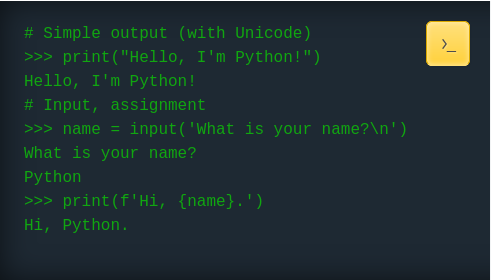 # Simple output (with Unicode)
>>> print("Hello, I'm Python!")
Hello, I'm Python!
# Input, assignment
>>> name = input('What is your name?\n')
What is your name?
Python
>>> print(f'Hi, {name}.')
Hi, Python.